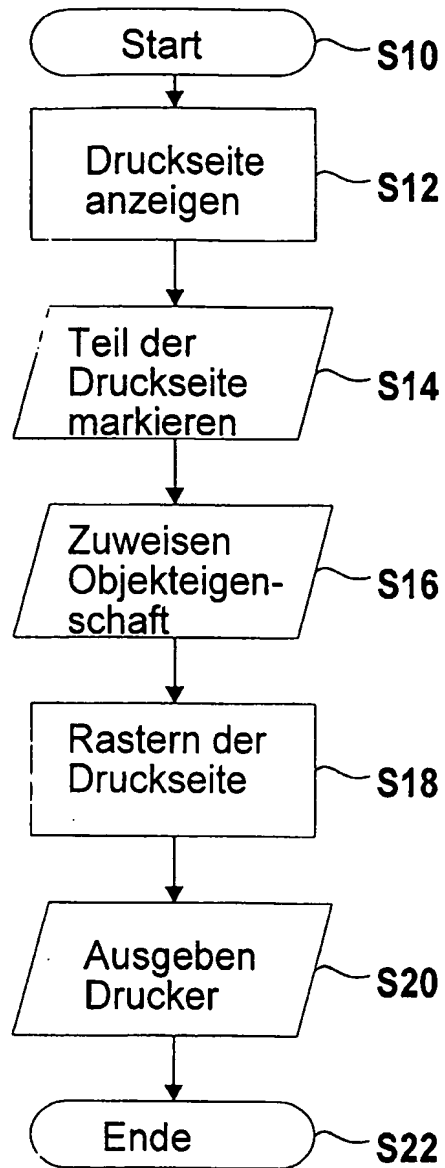 Start
S10
Druckseite
anzeigen
S12
Teil der
Druckseite
markieren
S14
Zuweisen
Objekteigen-
schaft
S16
Rastern der
Druckseite
S18
Ausgeben
Drucker
S20
Ende
S22